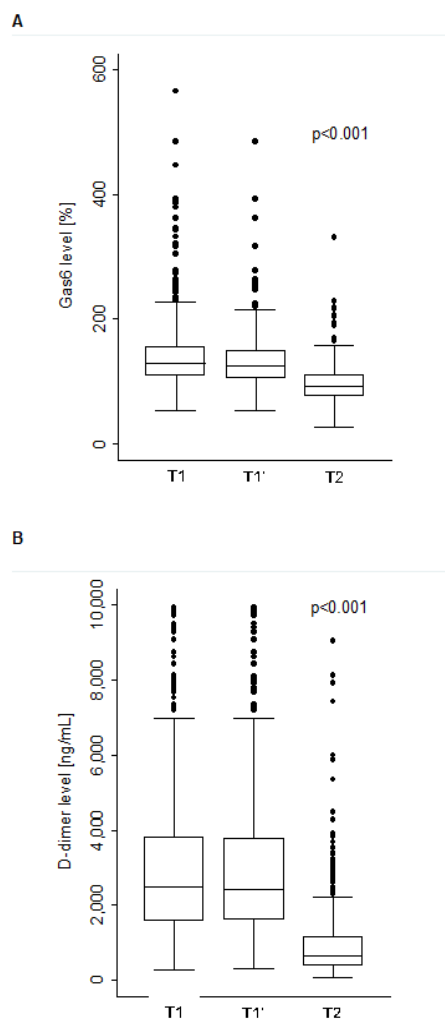 A
600
400
200
0
Gas6 level [%]
p<0.001
T1 T1' T2
B
10,000
8,000
6,000
4,000
2,000
0
D-dimer level [ng/mL]
p<0.001
T1 T1' T2